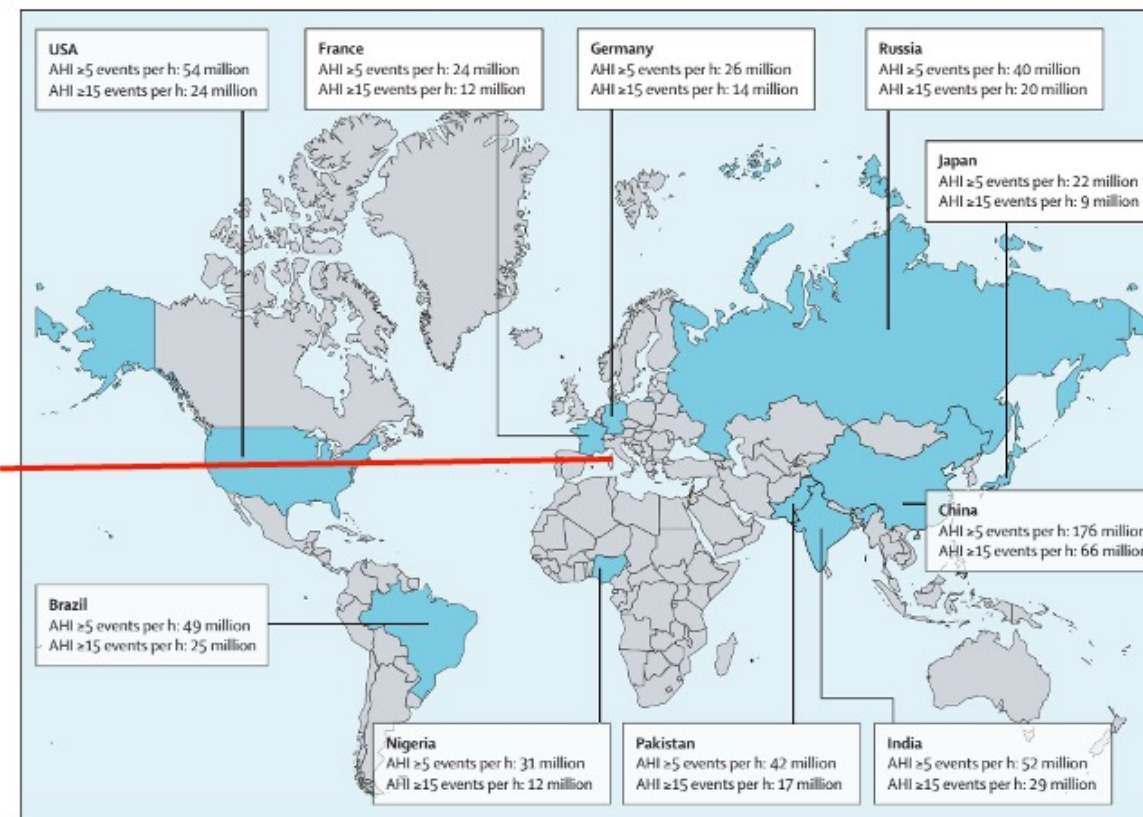 USA
AHI ≥5 events per h: 54 million
AHI ≥15 events per h: 24 million
France
AHI ≥5 events per h: 24 million
AHI ≥15 events per h: 12 million
Germany
AHI ≥5 events per h: 26 million
AHI ≥15 events per h: 14 million
Russia
AHI ≥5 events per h: 40 million
AHI ≥15 events per h: 20 million
Japan
AHI ≥5 events per h: 22 million
AHI ≥15 events per h: 9 million
China
AHI ≥5 events per h: 176 million
AHI ≥15 events per h: 66 million
Brazil
AHI ≥5 events per h: 49 million
AHI ≥15 events per h: 25 million
Nigeria
AHI ≥5 events per h: 31 million
AHI ≥15 events per h: 12 million
Pakistan
AHI ≥5 events per h: 42 million
AHI ≥15 events per h: 17 million
India
AHI ≥5 events per h: 52 million
AHI ≥15 events per h: 29 million